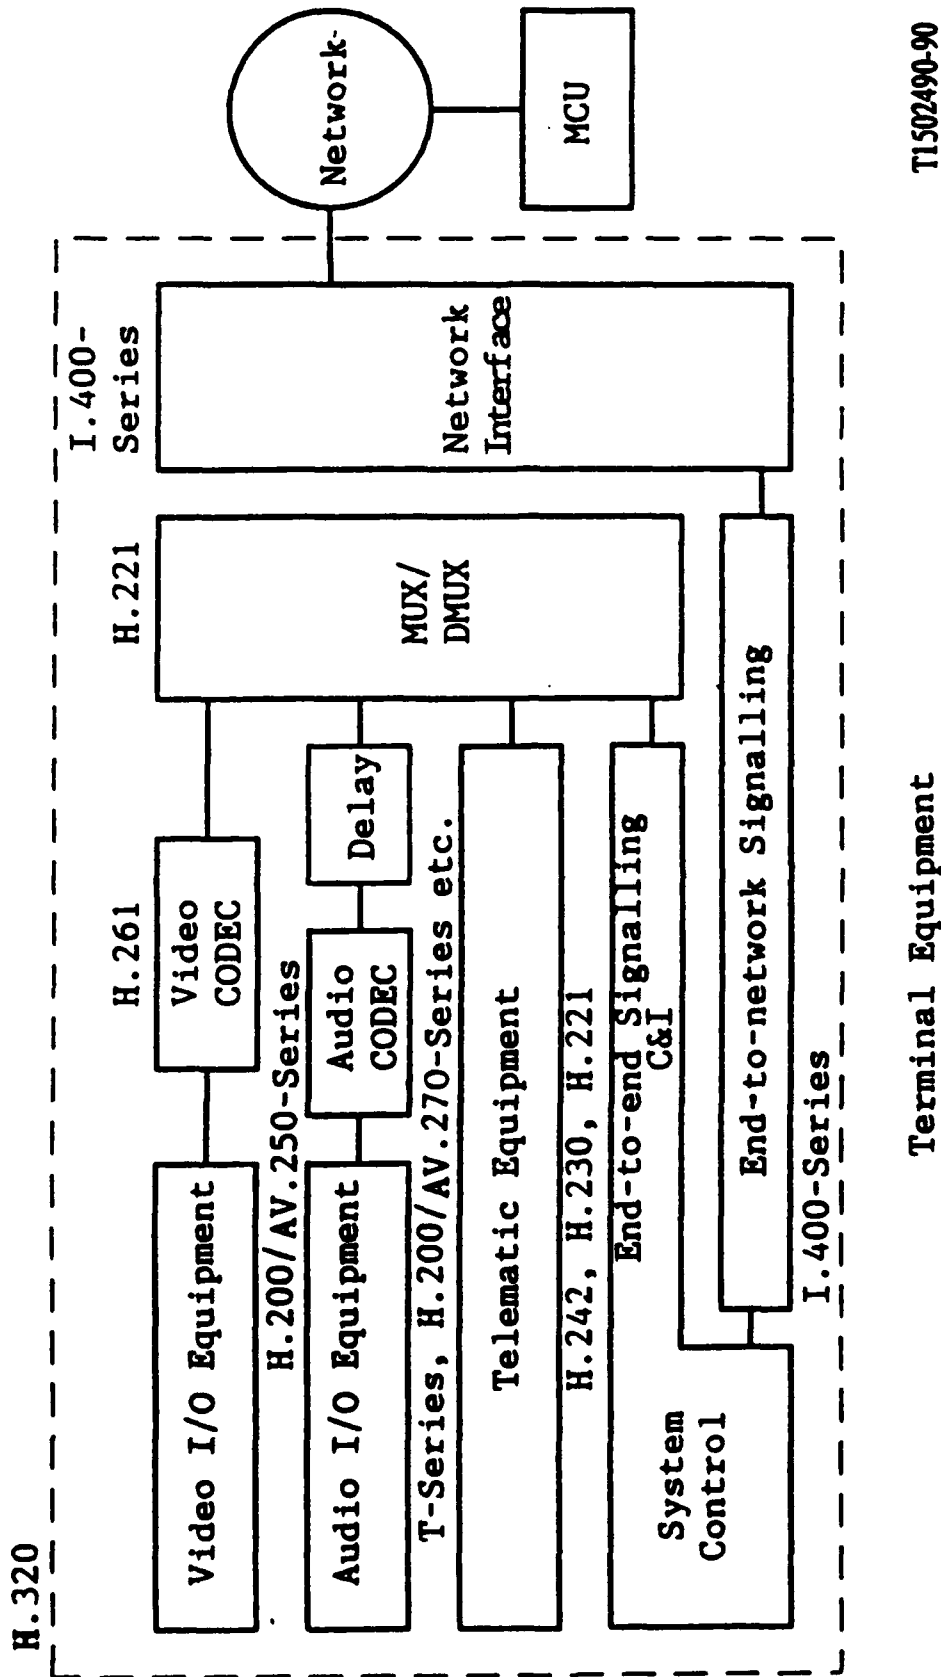 H.320
I.400-
Series
H.221
H.261
Video I/O Equipment
Video
CODEC
MUX/
DMUX
Network
Interface
Network
MCU
H.200/AV.250-Series
Audio I/O Equipment
Audio
CODEC
Delay
T-Series, H.200/AV.270-Series etc.
Telematic Equipment
H.242, H.230, H.221
End-to-end Signalling
C&I
System
Control
End-to-network Signalling
I.400-Series
Terminal Equipment
T1502490-90